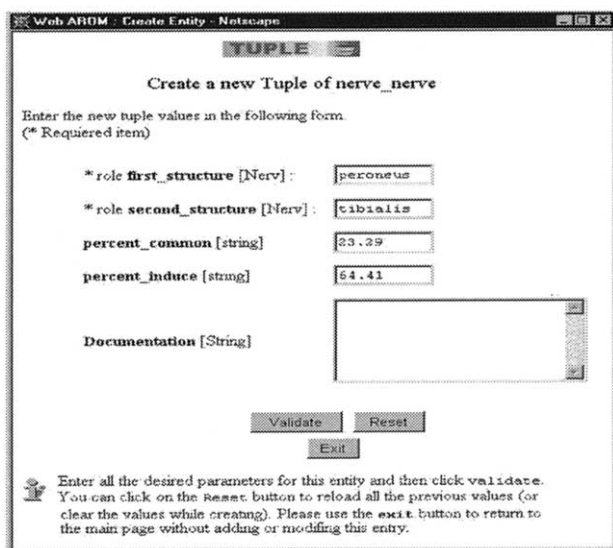 Web AROM : Create Entity - Netscape
TUPLE
Create a new Tuple of nerve_nerve
Enter the new tuple values in the following form.
(* Requiered item)
* role first_structure [Nerv] : peroneus
* role second_structure [Nerv] : tibialis
percent_common [string] 23.29
percent_induce [string] 64.41
Documentation [String]
Validate Reset
Exit
Enter all the desired parameters for this entity and then click validate.
You can click on the Reset button to reload all the previous values (or
clear the values while creating). Please use the exit button to return to
the main page without adding or modifing this entry.